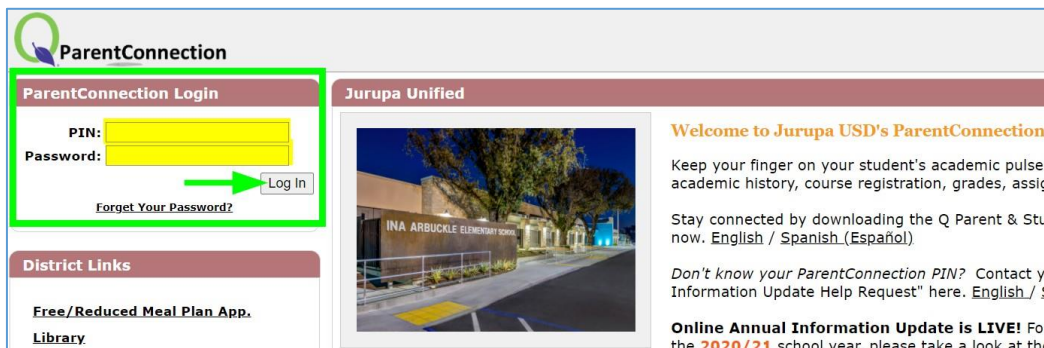 ParentConnection
ParentConnection Login
PIN:
Password:
Log In
Forget Your Password?
District Links
Free/Reduced Meal Plan App.
Library
Jurupa Unified
INA ARBUCKLE ELEMENTARY SCHOOL
Welcome to Jurupa USD's ParentConnection
Keep your finger on your student's academic pulse
academic history, course registration, grades,
Stay connected by downloading the Q Parent &
now. English / Spanish (Español)
Don't know your ParentConnection PIN? Contact
Information Update Help Request" here. English /
Online Annual Information Update is LIVE!
the 2020/21 school year, please take a look at